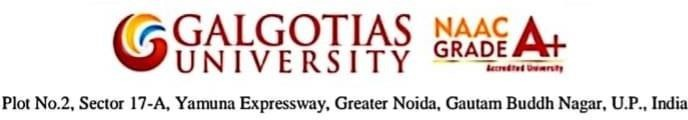 GALGOTIAS
UNIVERSITY
NAAC
GRADE A+
Accredited University
Plot No.2, Sector 17-A, Yamuna Expressway, Greater Noida, Gautam Buddh Nagar, U.P., India